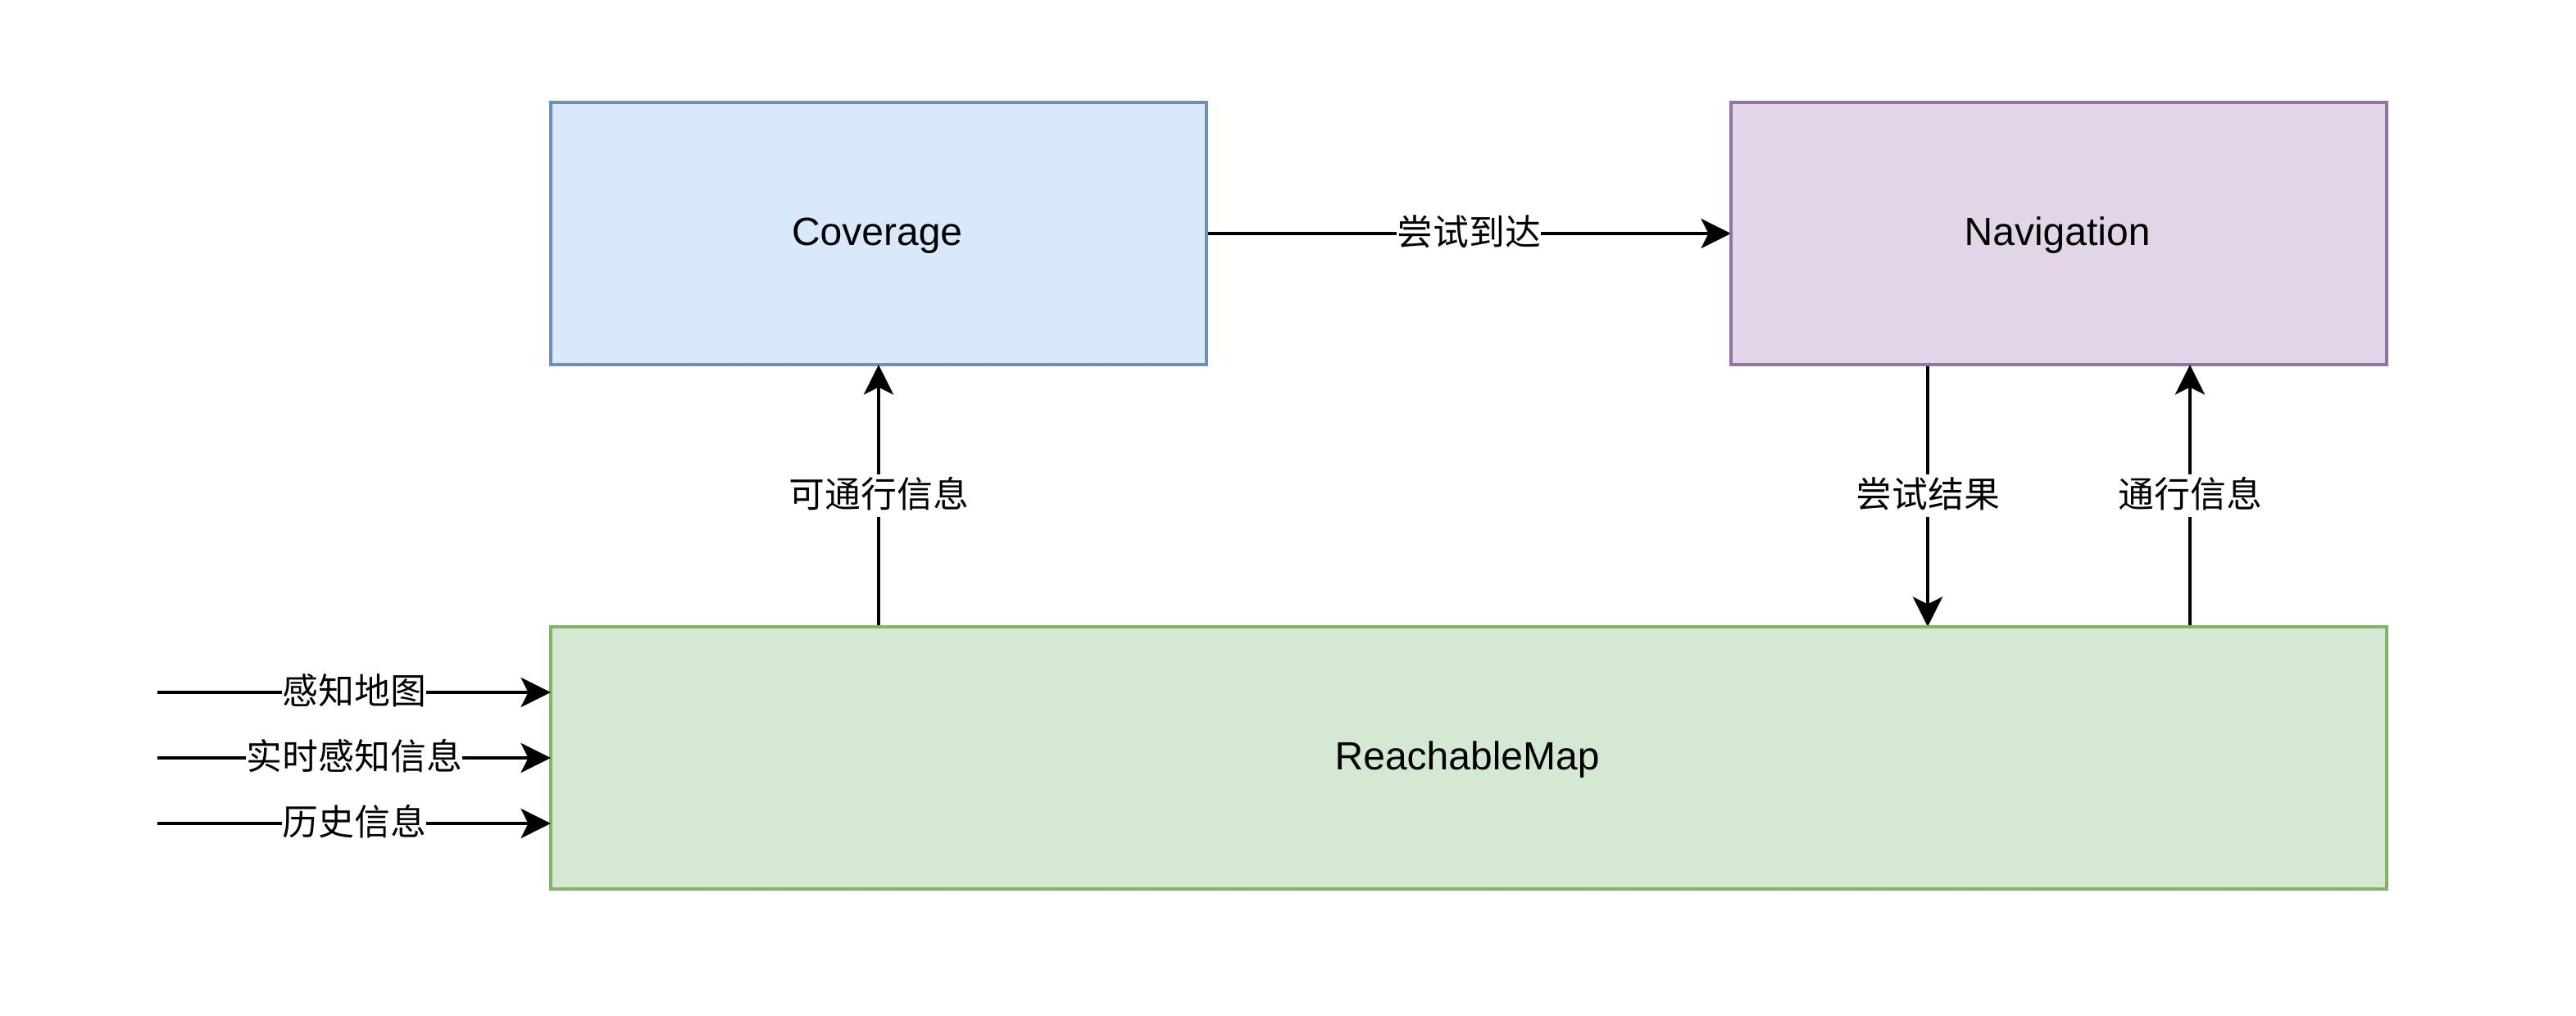 Coverage
尝试到达
Navigation
可通行信息
尝试结果
通行信息
感知地图
实时感知信息
历史信息
ReachableMap